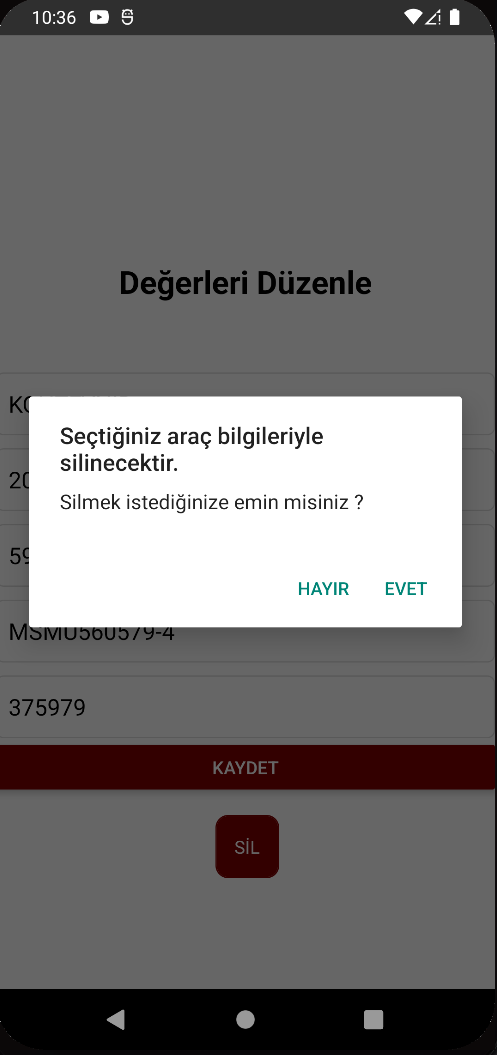 10:36
Değerleri Düzenle
Seçtiğiniz araç bilgileriyle
silinecektir.
Silmek istediğinize emin misiniz ?
HAYIR
EVET
MSMU560579-4
375979
KAYDET
SİL